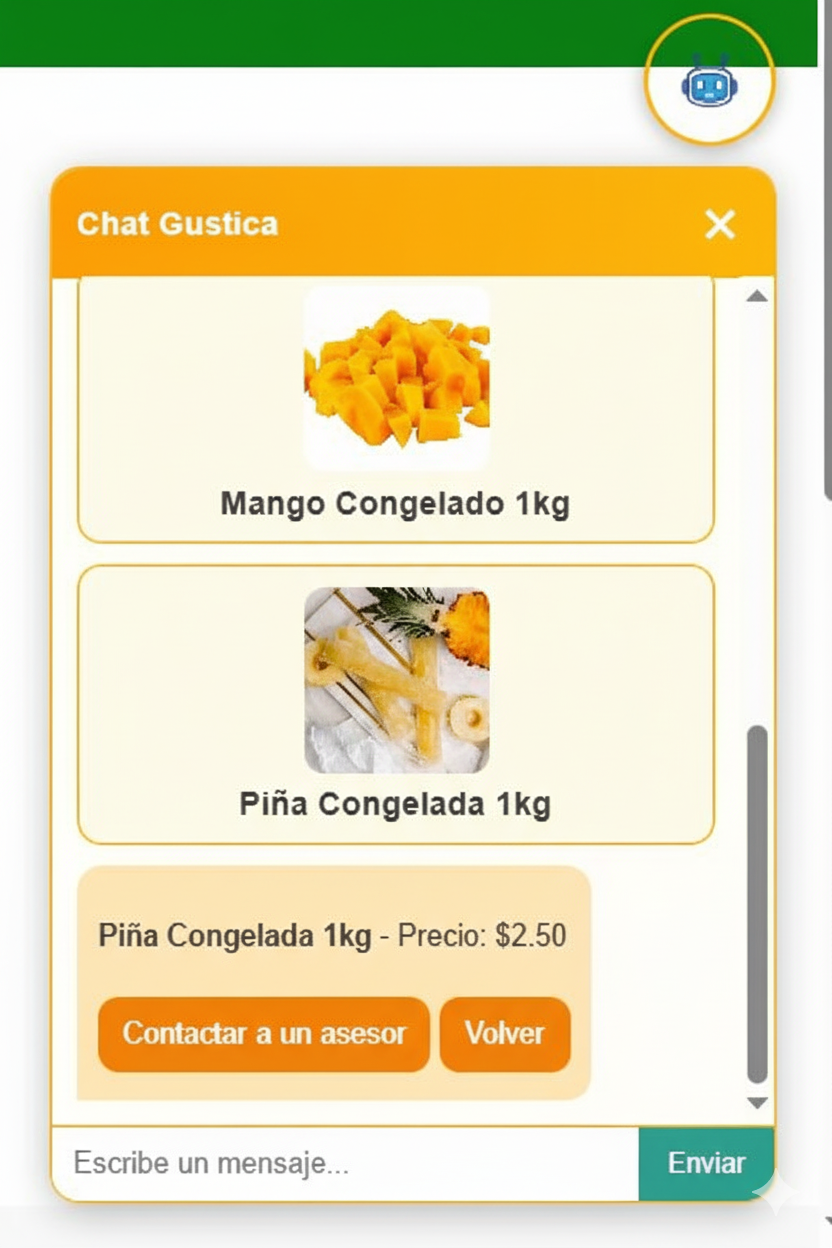 Chat Gustica
Mango Congelado 1kg
Piña Congelada 1kg
Piña Congelada 1kg - Precio: $2.50
Contactar a un asesor Volver
Escribe un mensaje... Enviar